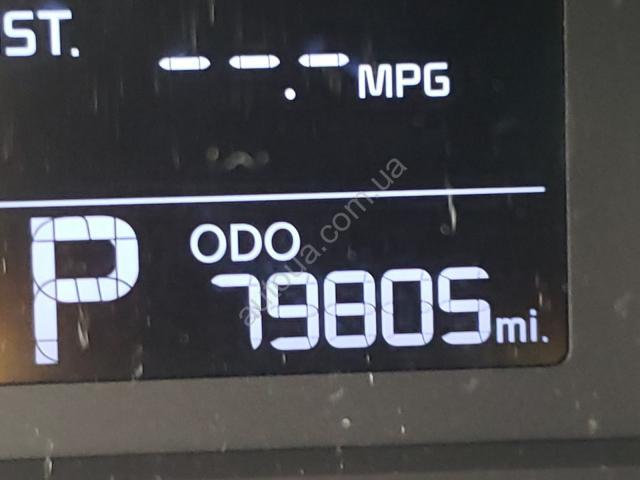 ST.
--.- MPG
P ODO
79805 mi.
autoua.com.ua